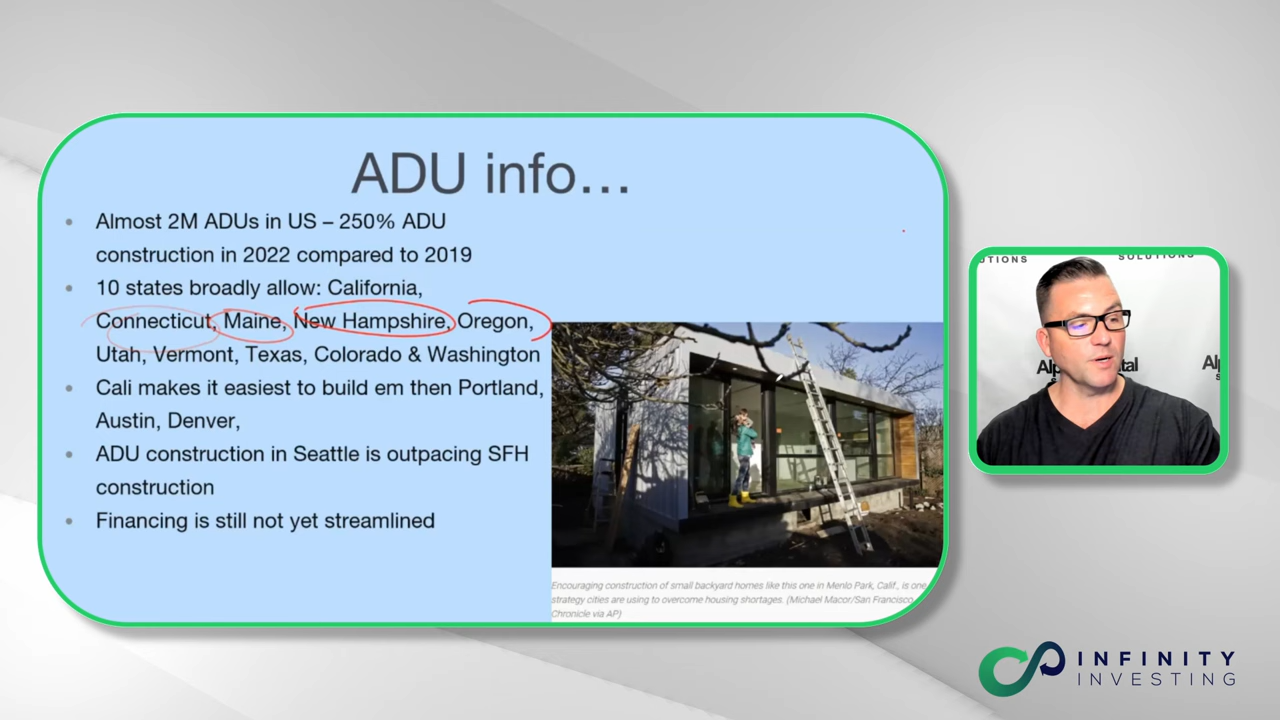 ADU info…
• Almost 2M ADUs in US – 250% ADU
construction in 2022 compared to 2019
• 10 states broadly allow: California,
Connecticut, Maine, New Hampshire, Oregon,
Utah, Vermont, Texas, Colorado & Washington
• Cali makes it easiest to build em then Portland,
Austin, Denver,
• ADU construction in Seattle is outpacing SFH
construction
• Financing is still not yet streamlined
Encouraging construction of small backyard homes like this one in Menlo Park, Calif., is one
strategy cities are using to overcome housing shortages. (Michael Macor/San Francisco
Chronicle via AP)
UTIONS
SOLUTIONS
INFINITY
INVESTING